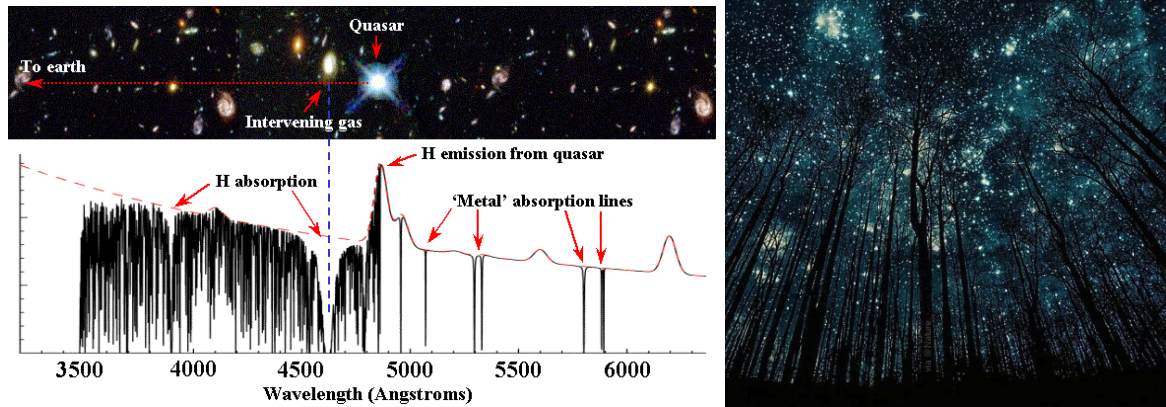 Quasar
To earth
Intervening gas
H emission from quasar
H absorption
'Metal' absorption lines
3500 4000 4500 5000 5500 6000
Wavelength (Angstroms)